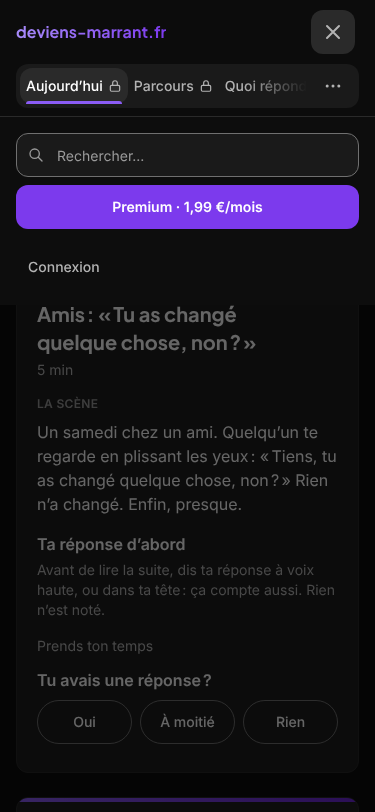 deviens-marrant.fr
Aujourd’hui Parcours Quoi répond
Rechercher...
Premium · 1,99 €/mois
Connexion
Amis : « Tu as changé
quelque chose, non ? »
5 min
LA SCÈNE
Un samedi chez un ami. Quelqu’un te
regarde en plissant les yeux : « Tiens, tu
as changé quelque chose, non ? » Rien
n’a changé. Enfin, presque.
Ta réponse d’abord
Avant de lire la suite, dis ta réponse à voix
haute, ou dans ta tête : ça compte aussi. Rien
n’est noté.
Prends ton temps
Tu avais une réponse ?
Oui À moitié Rien